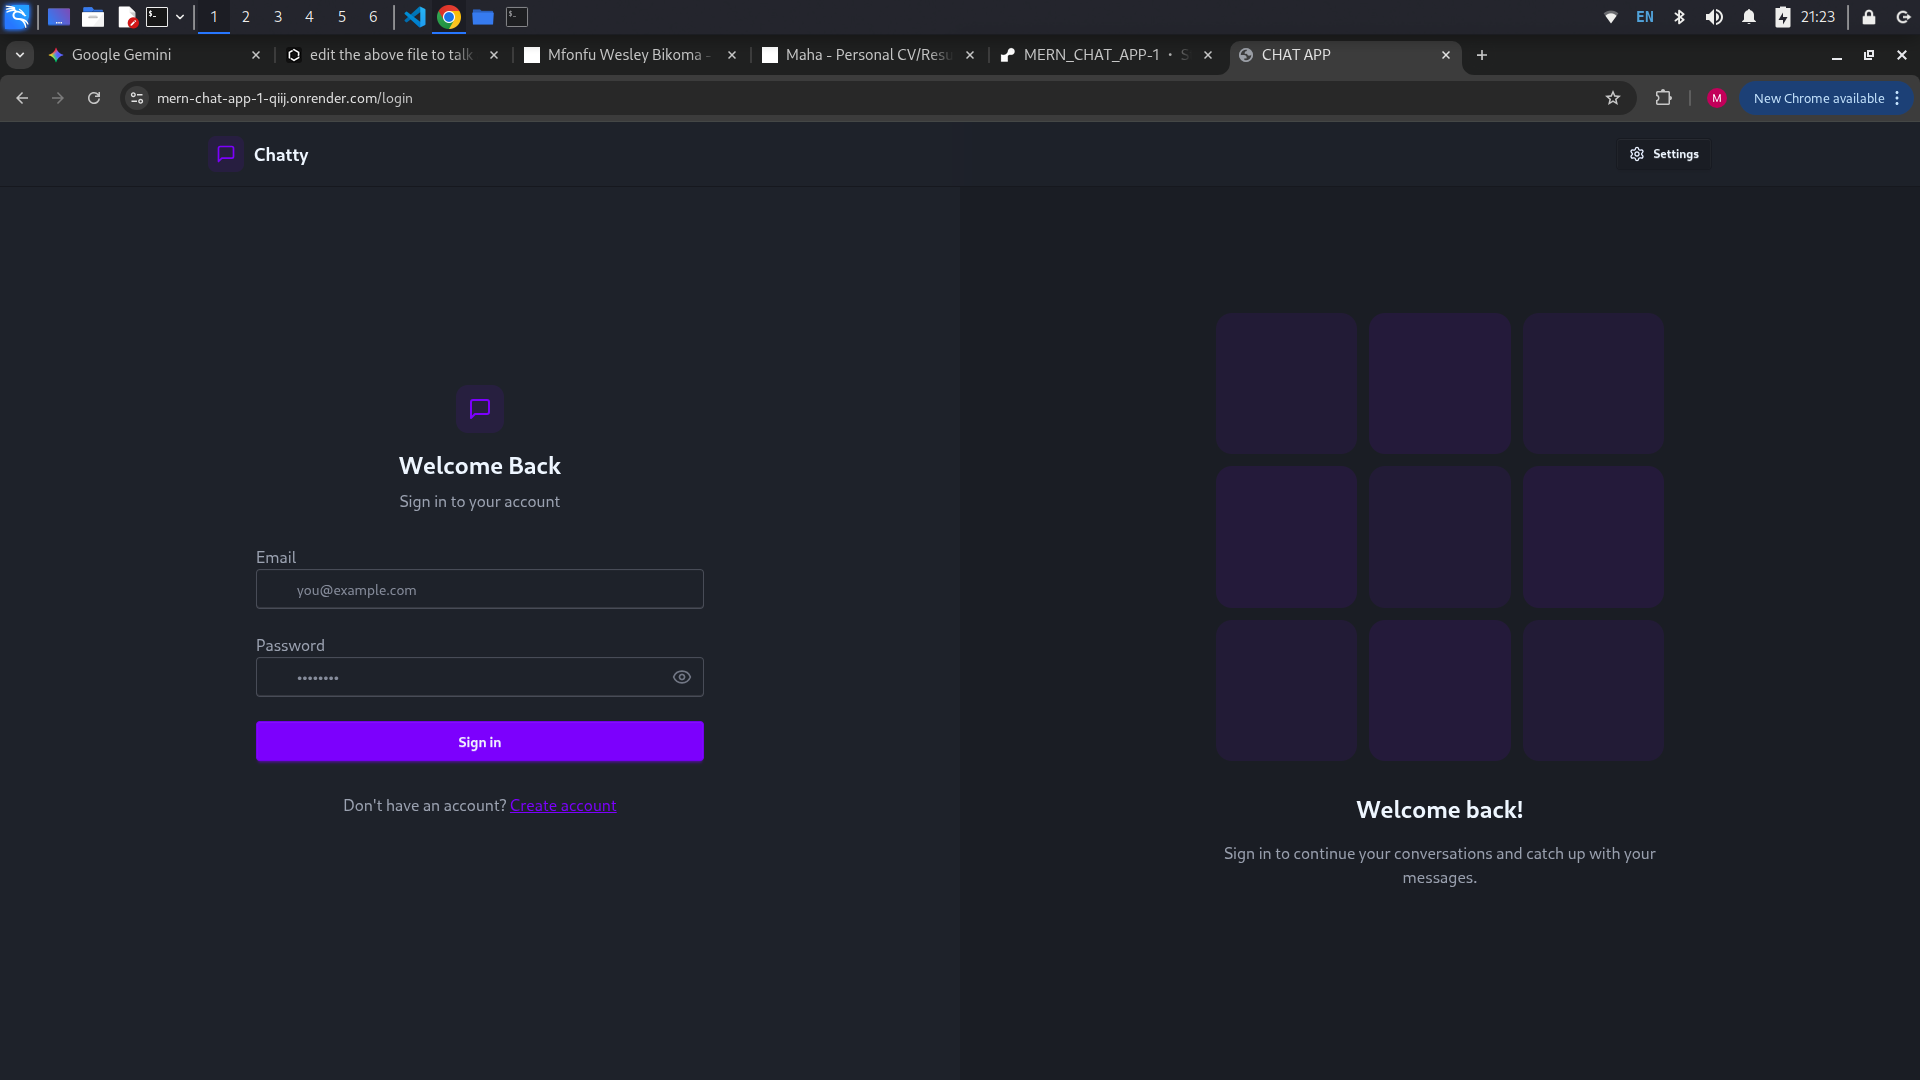 1 2 3 4 5 6 EN 21:23
Google Gemini edit the above file to talk Mfonfu Wesley Bikoma - Maha - Personal CV/Resu MERN_CHAT_APP-1 · S CHAT APP
mern-chat-app-1-qiij.onrender.com/login M New Chrome available
Chatty Settings
Welcome Back
Sign in to your account
Email
you@example.com
Password
••••••••
Sign in
Don't have an account? Create account
Welcome back!
Sign in to continue your conversations and catch up with your
messages.